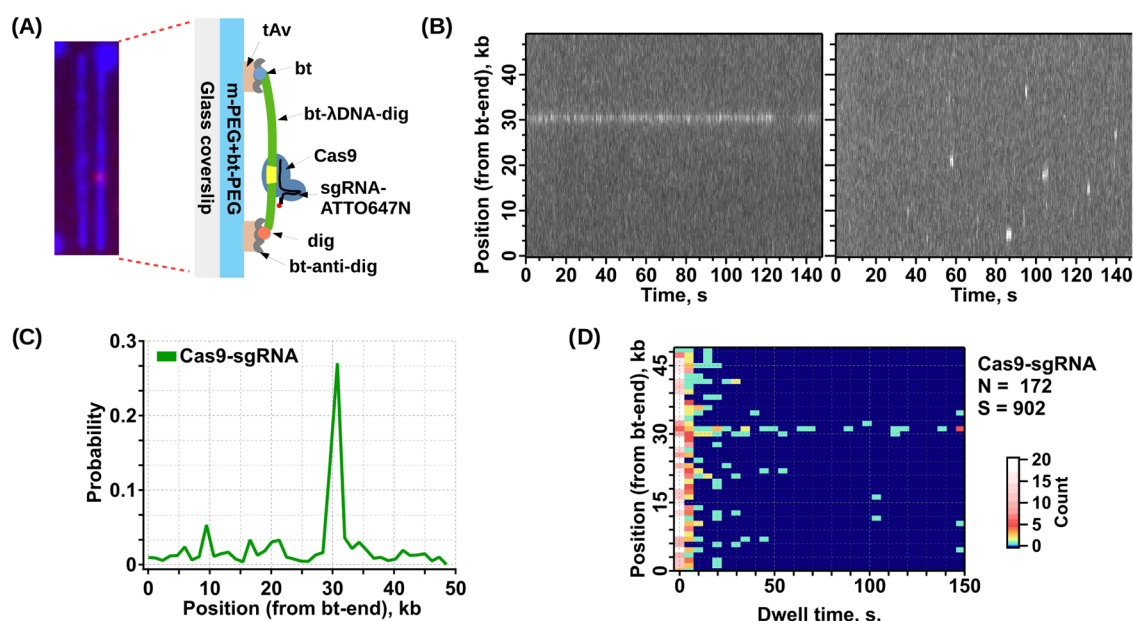 (A)
tAv
bt
bt-λDNA-dig
Cas9
sgRNA-
ATTO647N
dig
bt-anti-dig
Glass coverslip
m-PEG+bt-PEG
(B)
Position (from bt-end), kb
40
30
20
10
0
0 20 40 60 80 100 120 140
Time, s
0 20 40 60 80 100 120 140
Time, s
(C)
Probability
0.3
0.2
0.1
0
Cas9-sgRNA
0 10 20 30 40 50
Position (from bt-end), kb
(D)
Position (from bt-end), kb
45
30
15
0
0 50 100 150
Dwell time, s.
Cas9-sgRNA
N = 172
S = 902
20
15
10
5
0
Count